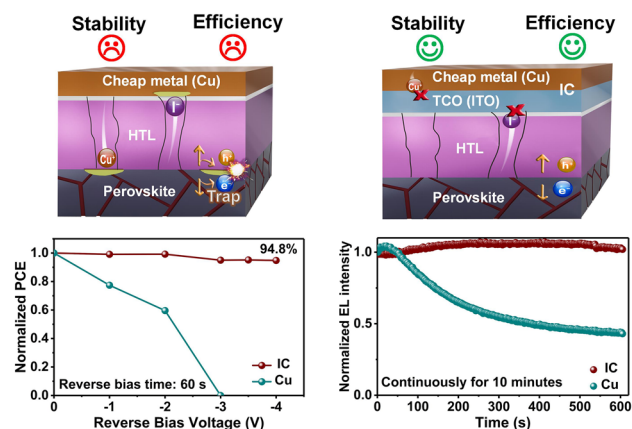 Stability Efficiency
Cheap metal (Cu)
I⁻
HTL
Cu⁺
h⁺
e⁻
Trap
Perovskite
Stability Efficiency
Cheap metal (Cu)
Cu⁺
IC
TCO (ITO)
I⁻
HTL
h⁺
e⁻
Perovskite
Normalized PCE
1.0
0.8
0.6
0.4
0.2
0.0
94.8%
IC
Cu
Reverse bias time: 60 s
0 -1 -2 -3 -4
Reverse Bias Voltage (V)
Normalized EL intensity
1.0
0.5
0.0
IC
Cu
Continuously for 10 minutes
0 100 200 300 400 500 600
Time (s)